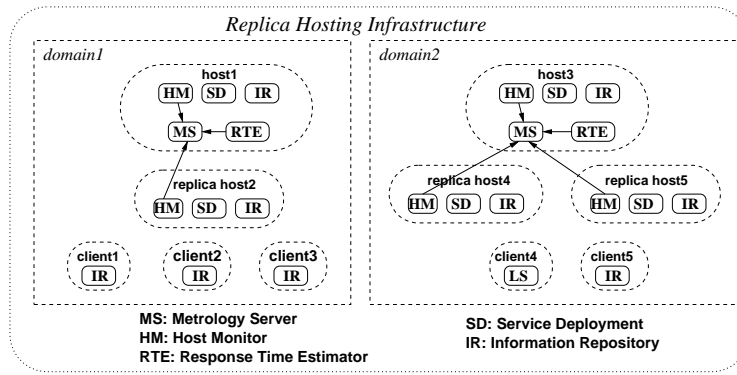 Replica Hosting Infrastructure
domain1
host1
HM SD IR
MS RTE
replica host2
HM SD IR
client1
IR
client2
IR
client3
IR
domain2
host3
HM SD IR
MS RTE
replica host4
HM SD IR
replica host5
HM SD IR
client4
LS
client5
IR
MS: Metrology Server
HM: Host Monitor
RTE: Response Time Estimator
SD: Service Deployment
IR: Information Repository